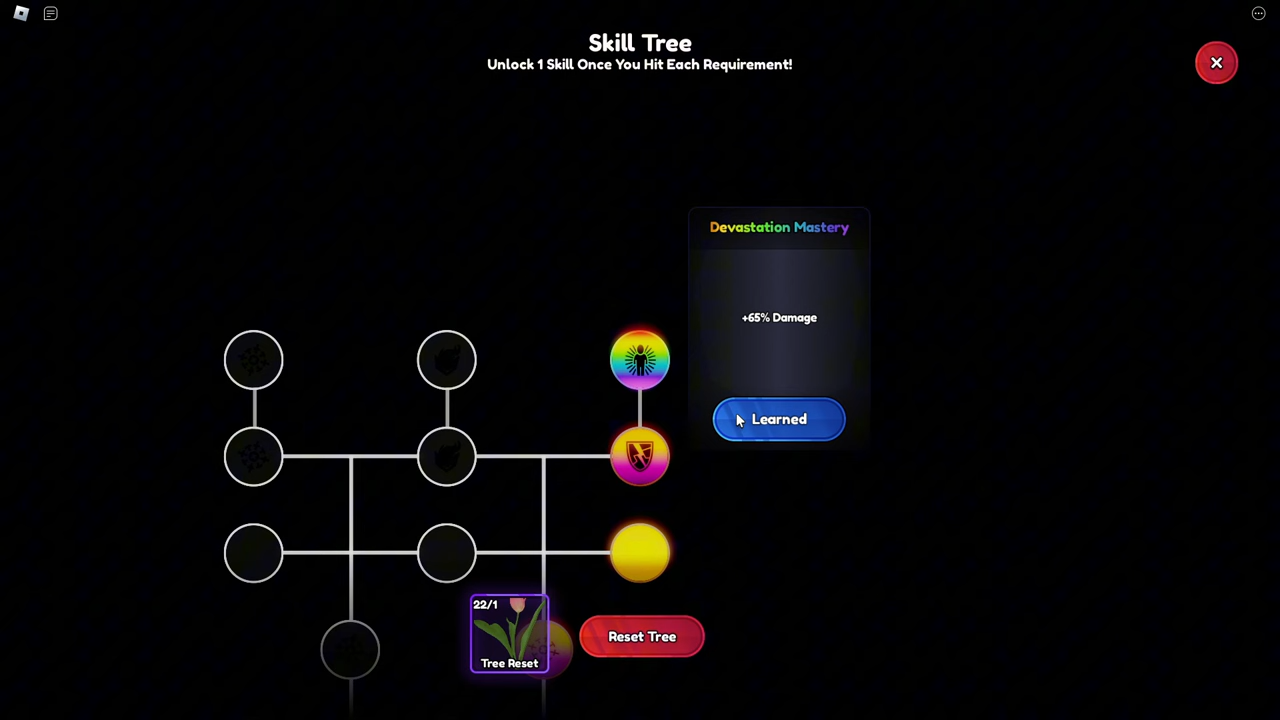 Skill Tree
Unlock 1 Skill Once You Hit Each Requirement!
Devastation Mastery
+65% Damage
Learned
22/1
Tree Reset
Reset Tree